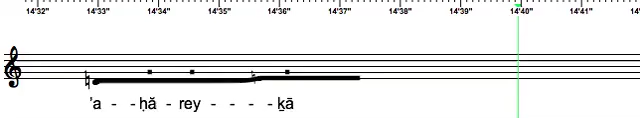 14'32" 14'33" 14'34" 14'35" 14'36" 14'37" 14'38" 14'39" 14'40" 14'41"
'a - - ḥă - rey - - - - ḵā